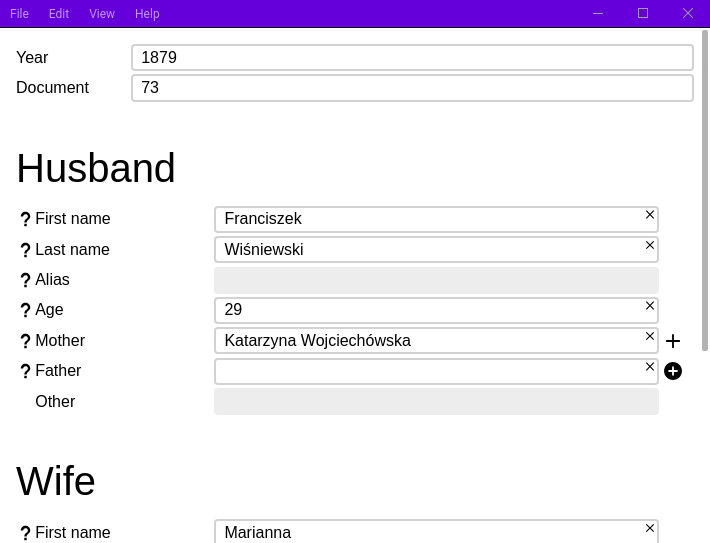 File Edit View Help
Year 1879
Document 73
Husband
? First name Franciszek
? Last name Wiśniewski
? Alias
? Age 29
? Mother Katarzyna Wojciechówska
? Father
Other
Wife
? First name Marianna